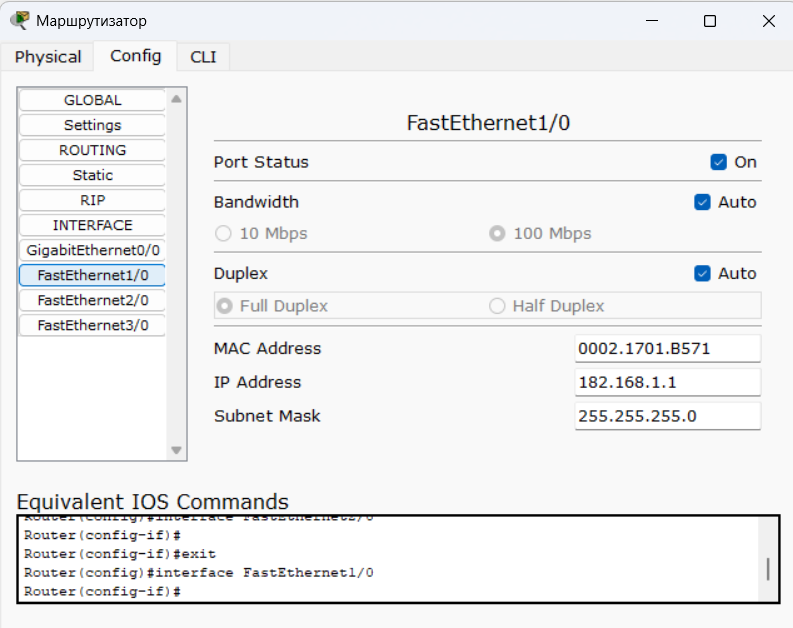 Маршрутизатор
Physical Config CLI
GLOBAL
Settings
ROUTING
Static
RIP
INTERFACE
GigabitEthernet0/0
FastEthernet1/0
FastEthernet2/0
FastEthernet3/0
FastEthernet1/0
Port Status On
Bandwidth Auto
10 Mbps 100 Mbps
Duplex Auto
Full Duplex Half Duplex
MAC Address 0002.1701.B571
IP Address 182.168.1.1
Subnet Mask 255.255.255.0
Equivalent IOS Commands
Router(config)#interface FastEthernet2/0
Router(config-if)#
Router(config-if)#exit
Router(config)#interface FastEthernet1/0
Router(config-if)#